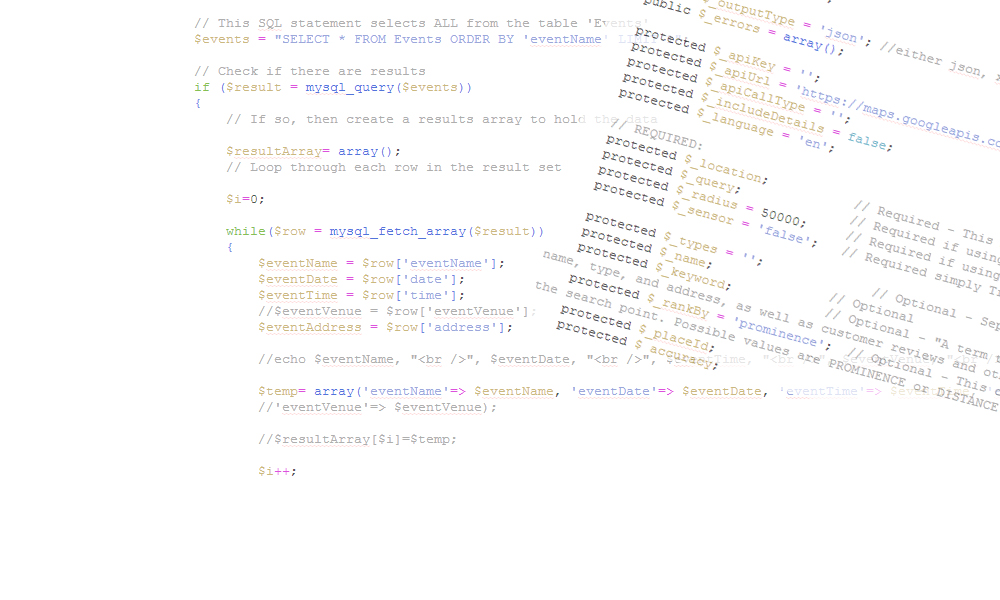 // This SQL statement selects ALL from the table 'Events'
$events = "SELECT * FROM Events ORDER BY 'eventName'
// Check if there are results
if ($result = mysql_query($events))
{
// If so, then create a results array to hold the data
$resultArray= array();
// Loop through each row in the result set
$i=0;
while($row = mysql_fetch_array($result))
{
$eventName = $row['eventName'];
$eventDate = $row['date'];
$eventTime = $row['time'];
//$eventVenue = $row['eventVenue'];
$eventAddress = $row['address'];
//echo $eventName, "<br />", $eventDate, "<br />",
$temp= array('eventName'=> $eventName, 'eventDate'=> $eventDate, 'eventTime'=>
//'eventVenue'=> $eventVenue);
//$resultArray[$i]=$temp;
$i++;
$_outputType = 'json'; //either json,
public $_errors = array();
protected $_apiKey = '';
protected $_apiUrl = 'https://maps.googleapis.co
protected $_apiCallType = '';
protected $_includeDetails = false;
protected $_language = 'en';
// REQUIRED:
protected $_location; // Required - This
protected $_query; // Required if using
protected $_radius = 50000; // Required if using
protected $_sensor = 'false'; // Required simply
protected $_types = ''; // Optional - Sep
protected $_name; // Optional
protected $_keyword; // Optional - "A term
name, type, and address, as well as customer reviews and
protected $_rankBy = 'prominence'; // Optional - This
the search point. Possible values are PROMINENCE or DISTANCE
protected $_placeId;
protected $_accuracy;